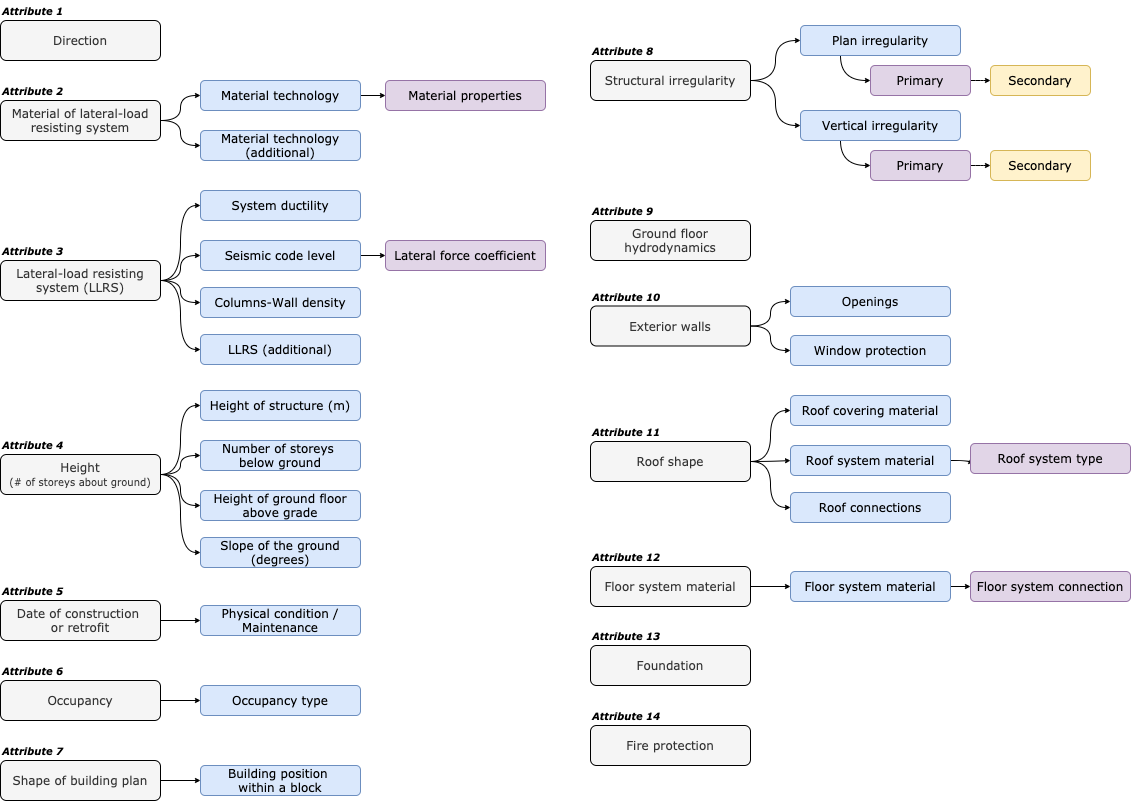 Attribute 1
Direction
Attribute 2
Material of lateral-load
resisting system
Material technology
Material properties
Material technology
(additional)
Attribute 3
Lateral-load resisting
system (LLRS)
System ductility
Seismic code level
Lateral force coefficient
Columns-Wall density
LLRS (additional)
Attribute 4
Height
(# of storeys about ground)
Height of structure (m)
Number of storeys
below ground
Height of ground floor
above grade
Slope of the ground
(degrees)
Attribute 5
Date of construction
or retrofit
Physical condition /
Maintenance
Attribute 6
Occupancy
Occupancy type
Attribute 7
Shape of building plan
Building position
within a block
Attribute 8
Structural irregularity
Plan irregularity
Primary
Secondary
Vertical irregularity
Primary
Secondary
Attribute 9
Ground floor
hydrodynamics
Attribute 10
Exterior walls
Openings
Window protection
Attribute 11
Roof shape
Roof covering material
Roof system material
Roof system type
Roof connections
Attribute 12
Floor system material
Floor system material
Floor system connection
Attribute 13
Foundation
Attribute 14
Fire protection